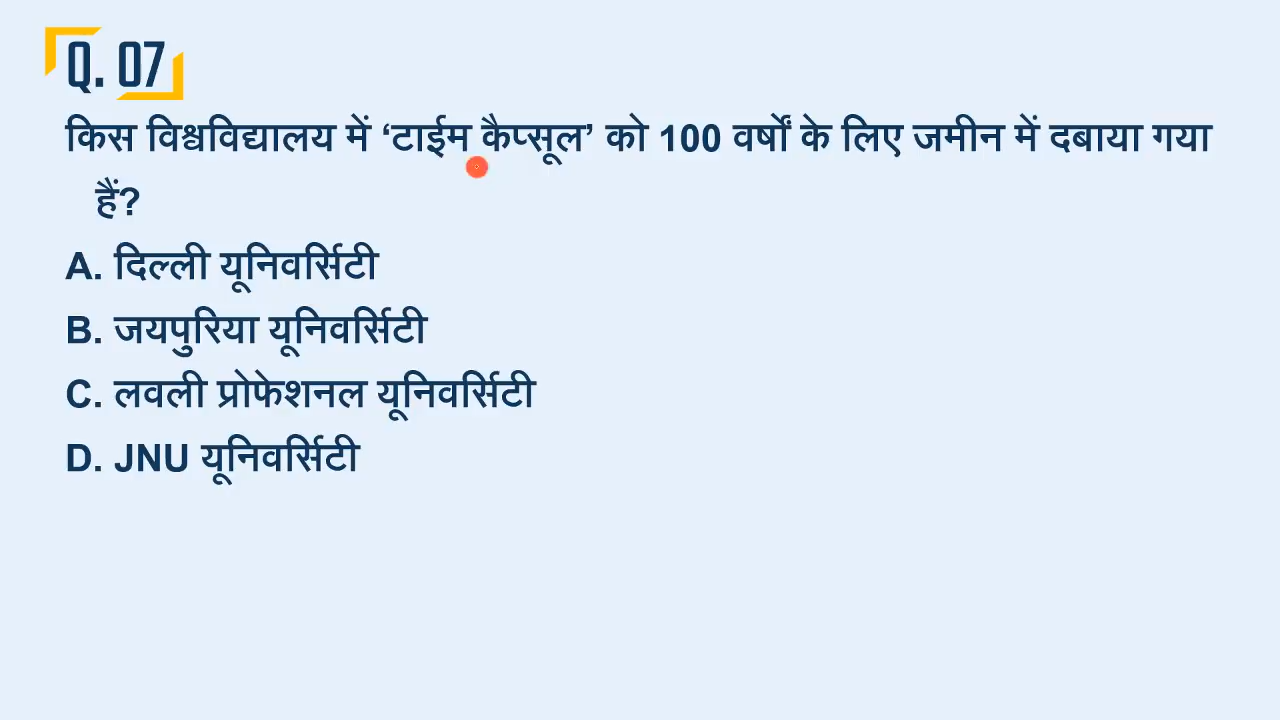 Q. 07
किस विश्वविद्यालय में ‘टाईम कैप्सूल’ को 100 वर्षों के लिए जमीन में दबाया गया
हैं?
A. दिल्ली यूनिवर्सिटी
B. जयपुरिया यूनिवर्सिटी
C. लवली प्रोफेशनल यूनिवर्सिटी
D. JNU यूनिवर्सिटी